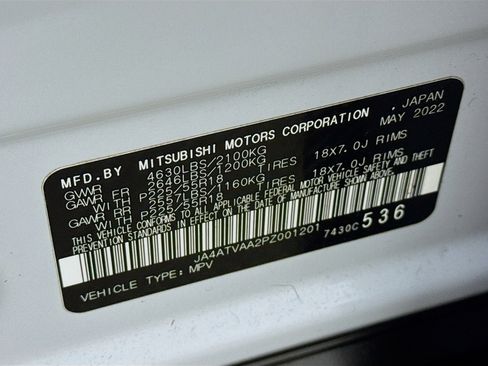 MFD.BY MITSUBISHI MOTORS CORPORATION , JAPAN
GVWR 4630LBS/2100KG MAY 2022
GAWR FR 2646LBS/1200KG
P225/55R18 TIRES 18X7.0J RIMS
GAWR RR 2557LBS/1160KG
P225/55R18 TIRES 18X7.0J RIMS
THIS VEHICLE CONFORMS TO ALL APPLICABLE FEDERAL MOTOR VEHICLE SAFETY
AND THEFT PREVENTION STANDARDS IN EFFECT ON THE DATE OF MANUFACTURE SHOWN ABOVE.
JA4ATVAA2PZ001201 7430C 536
VEHICLE TYPE: MPV